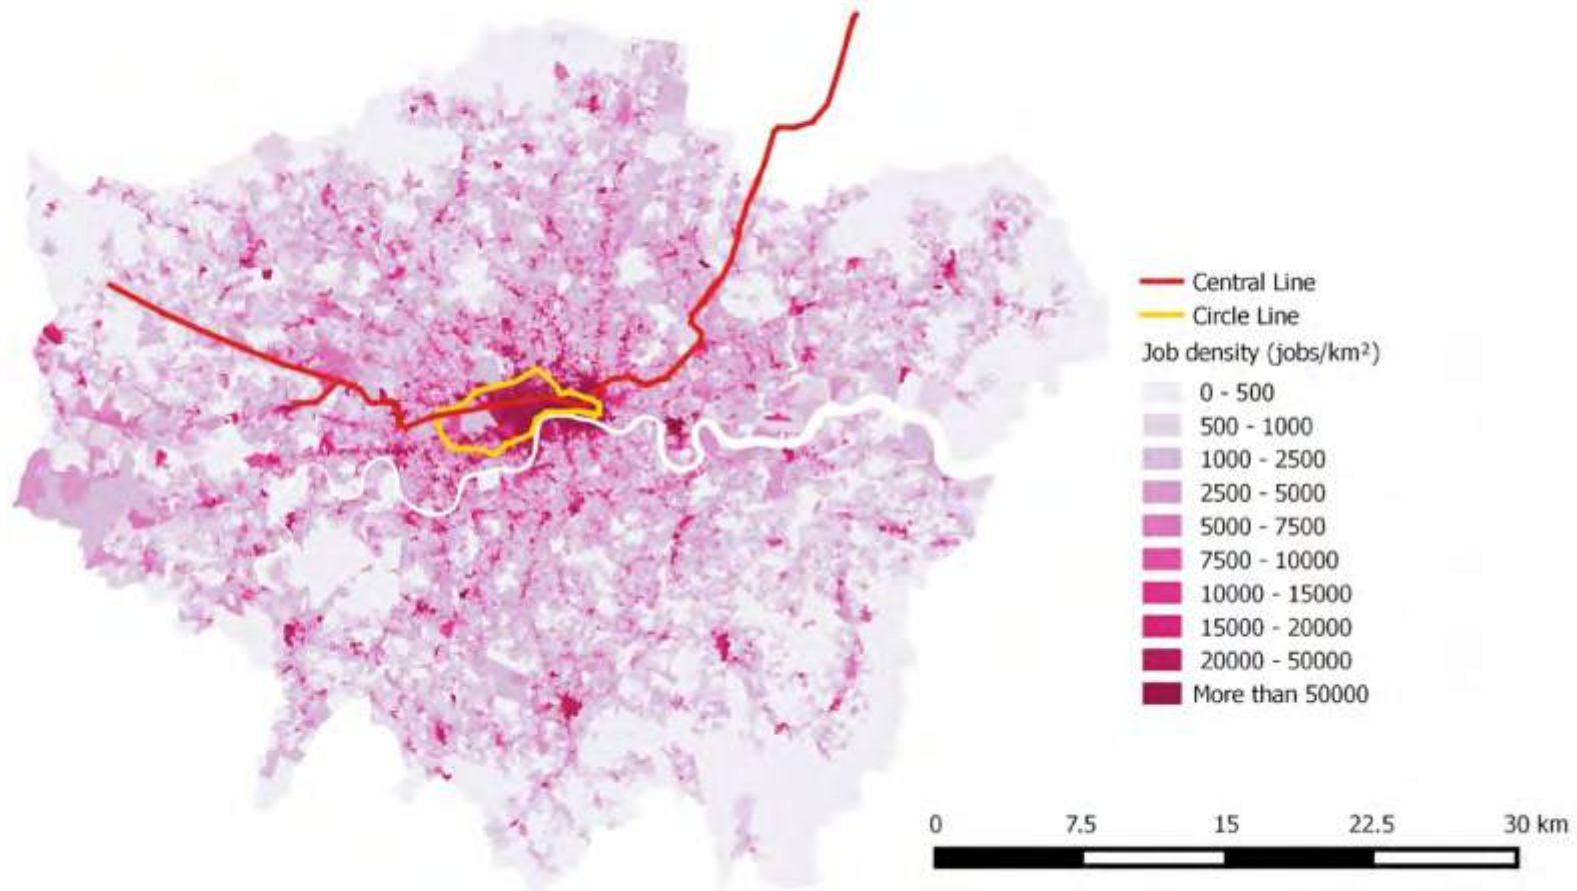 Central Line
Circle Line
Job density (jobs/km²)
0 - 500
500 - 1000
1000 - 2500
2500 - 5000
5000 - 7500
7500 - 10000
10000 - 15000
15000 - 20000
20000 - 50000
More than 50000
0 7.5 15 22.5 30 km